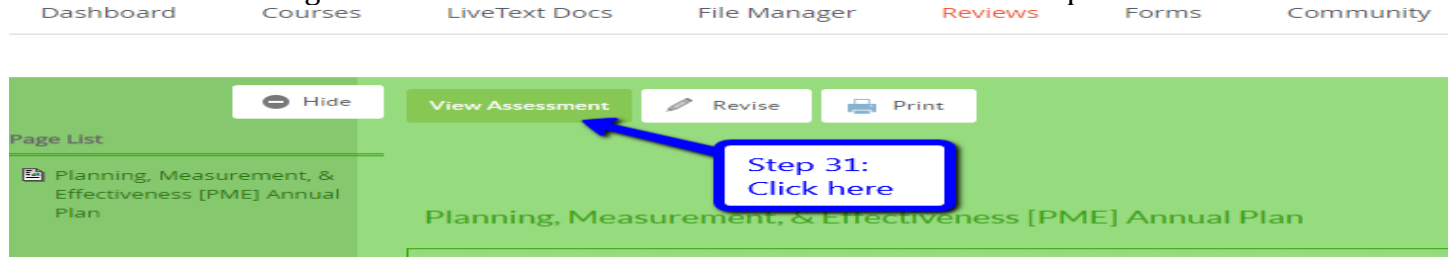 Dashboard Courses LiveText Docs File Manager Reviews Forms Community
Hide View Assessment Revise Print
Page List
Step 31:
Click here
Planning, Measurement, &
Effectiveness [PME] Annual
Plan
Planning, Measurement, & Effectiveness [PME] Annual Plan